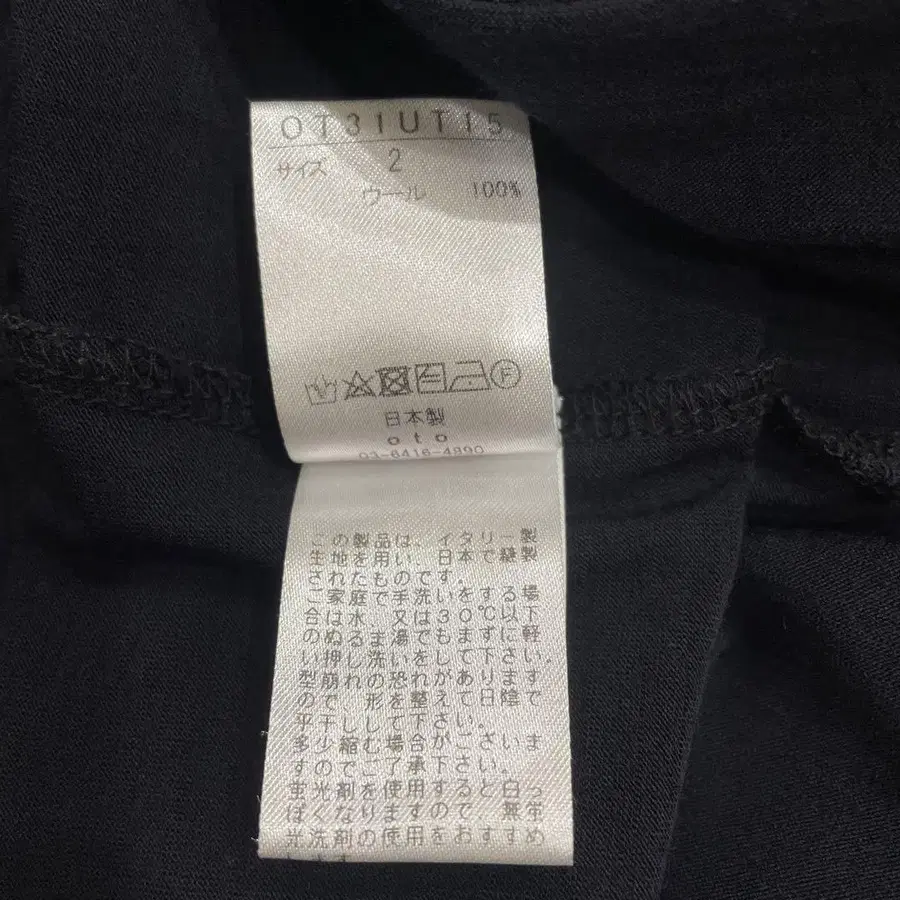 OT31UT15
サイズ 2
ウール 100%
F
日本製
oto
03-6416-4890
この製品は、イタリー製
生地を用い、日本で縫製
されたものです。
ご家庭で手洗いをする場
合は水、又は30℃以下
のぬるま湯でもまずに軽
い押し洗いをして下さい。
型崩れの恐れがあります
ので、形を整えて日陰で
平干しして下さい。
多少縮む場合がございま
すのでご了承下さい。
蛍光剤を使用すると、白っ
ぽくなりますので無蛍
光洗剤の使用をおすすめ
します。